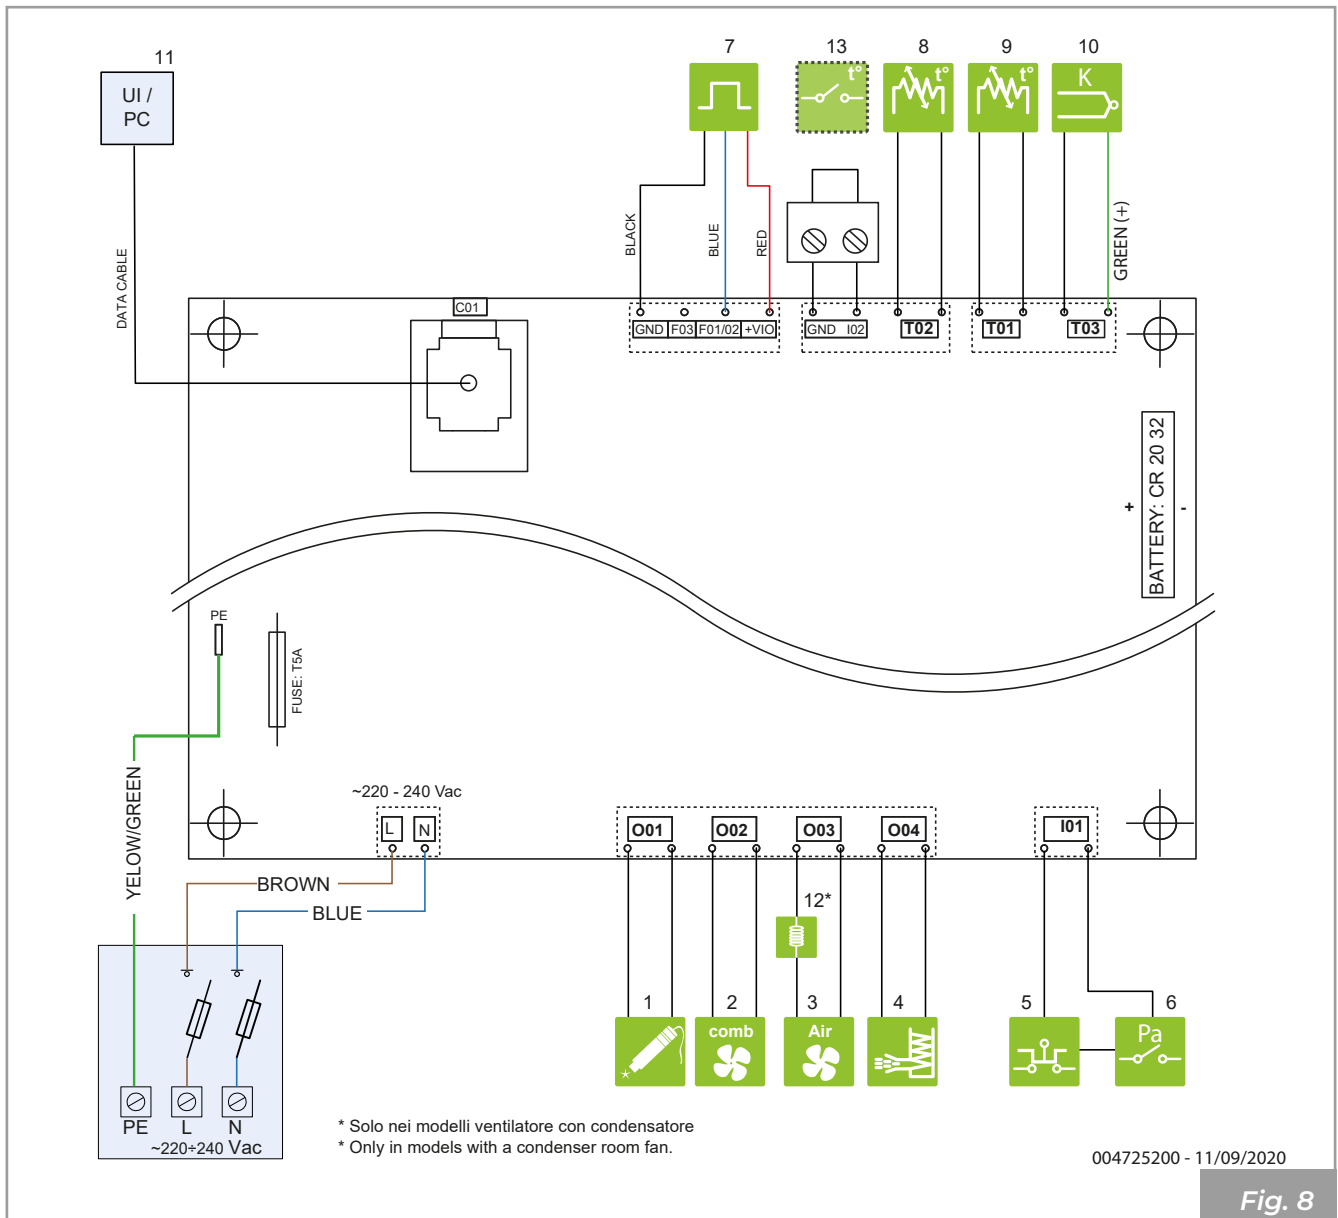 11
UI /
PC
7
13
8
9
10
t°
t°
t°
K
DATA CABLE
BLACK
BLUE
RED
GREEN (+)
C01
GND F03 F01/02 +VIO
GND I02
T02
T01
T03
BATTERY: CR 20 32
+
-
PE
FUSE: T5A
YELOW/GREEN
~220 - 240 Vac
L
N
O01
O02
O03
O04
I01
BROWN
BLUE
12*
1
2
3
4
5
6
comb
Air
Pa
PE
L
N
~220÷240 Vac
* Solo nei modelli ventilatore con condensatore
* Only in models with a condenser room fan.
004725200 - 11/09/2020
Fig. 8